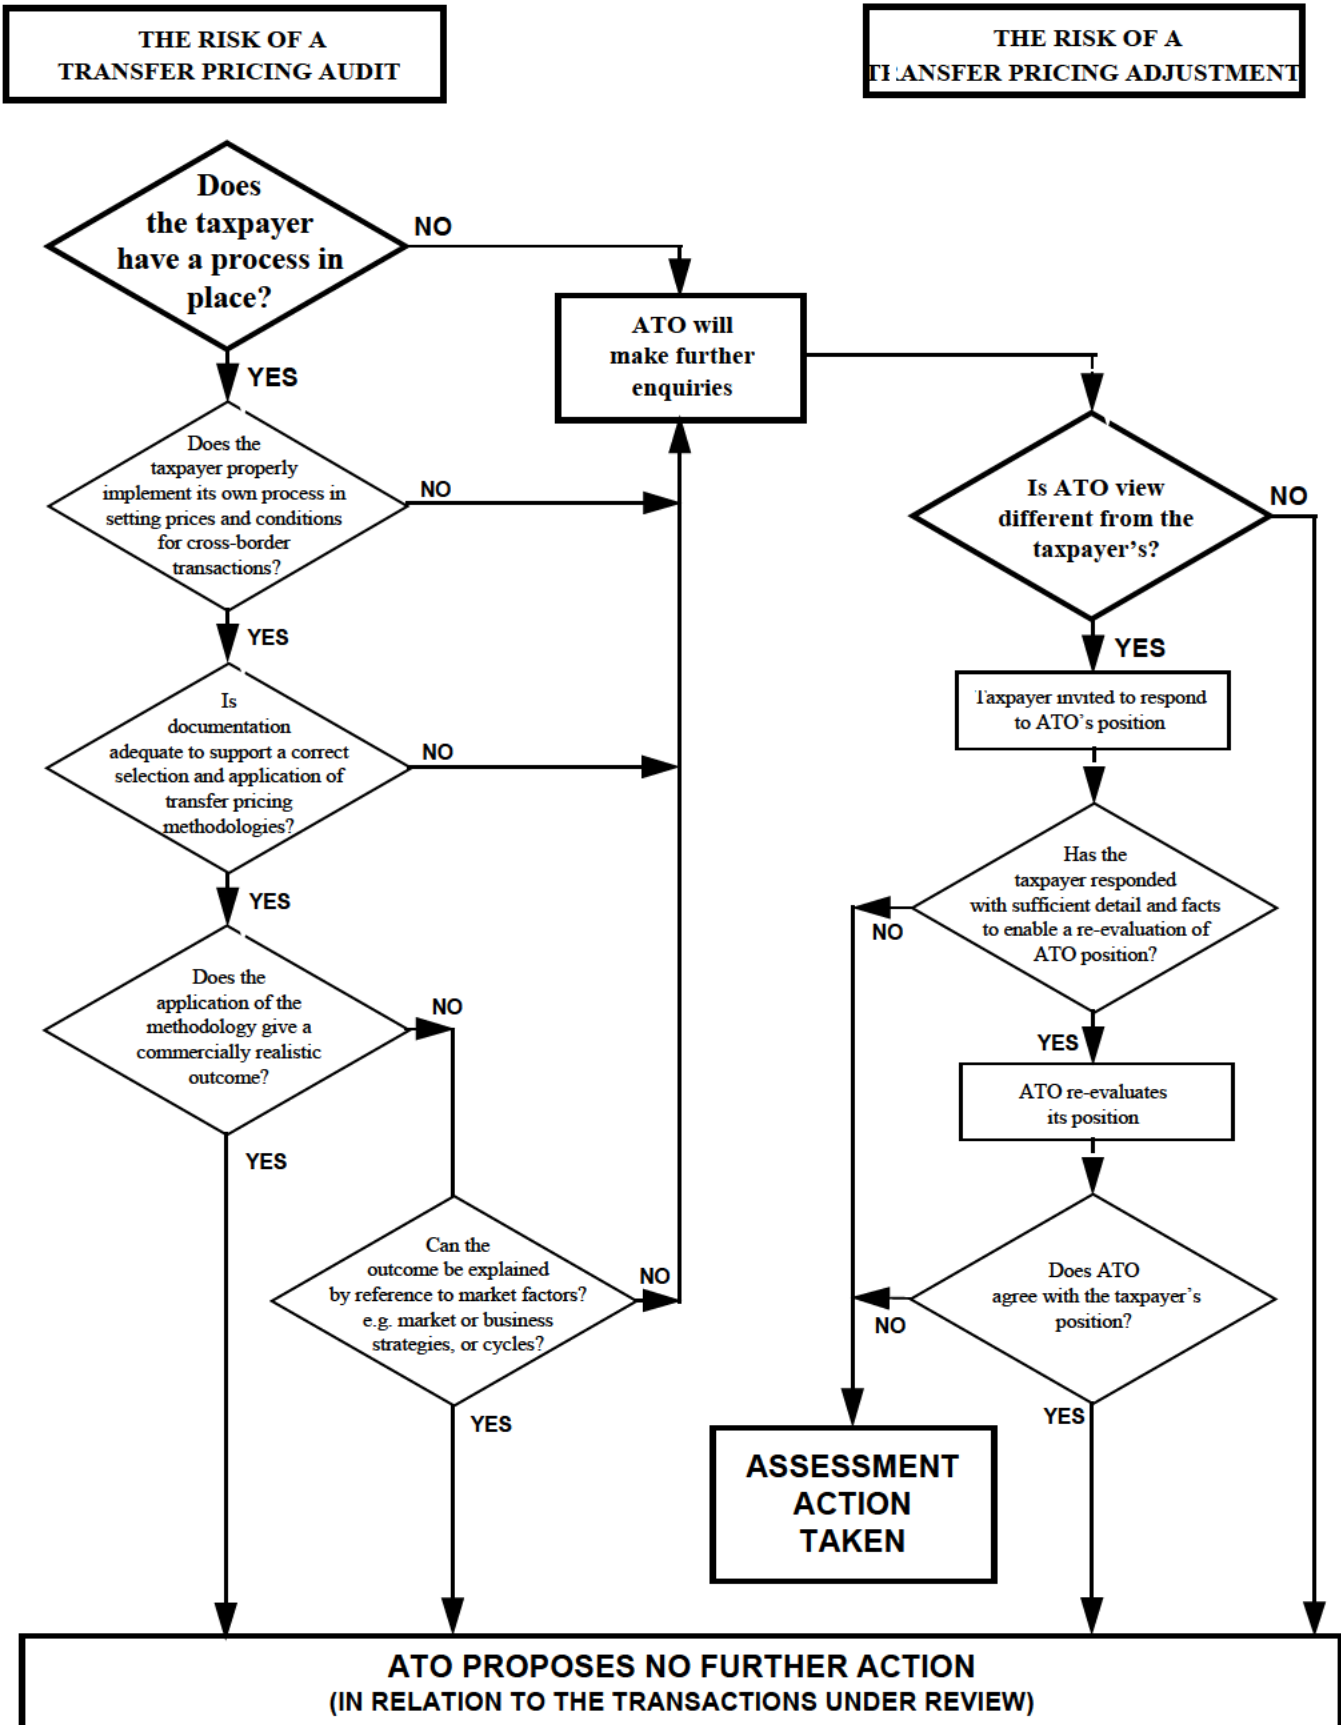 THE RISK OF A
TRANSFER PRICING AUDIT
THE RISK OF A
TRANSFER PRICING ADJUSTMENT
Does
the taxpayer
have a process in
place?
NO
YES
ATO will
make further
enquiries
Does the
taxpayer properly
implement its own process in
setting prices and conditions
for cross-border
transactions?
NO
YES
Is
documentation
adequate to support a correct
selection and application of
transfer pricing
methodologies?
NO
YES
Does the
application of the
methodology give a
commercially realistic
outcome?
NO
YES
Can the
outcome be explained
by reference to market factors?
e.g. market or business
strategies, or cycles?
NO
YES
Is ATO view
different from the
taxpayer's?
NO
YES
Taxpayer invited to respond
to ATO's position
Has the
taxpayer responded
with sufficient detail and facts
to enable a re-evaluation of
ATO position?
NO
YES
ATO re-evaluates
its position
Does ATO
agree with the taxpayer's
position?
NO
YES
ASSESSMENT
ACTION
TAKEN
ATO PROPOSES NO FURTHER ACTION
(IN RELATION TO THE TRANSACTIONS UNDER REVIEW)